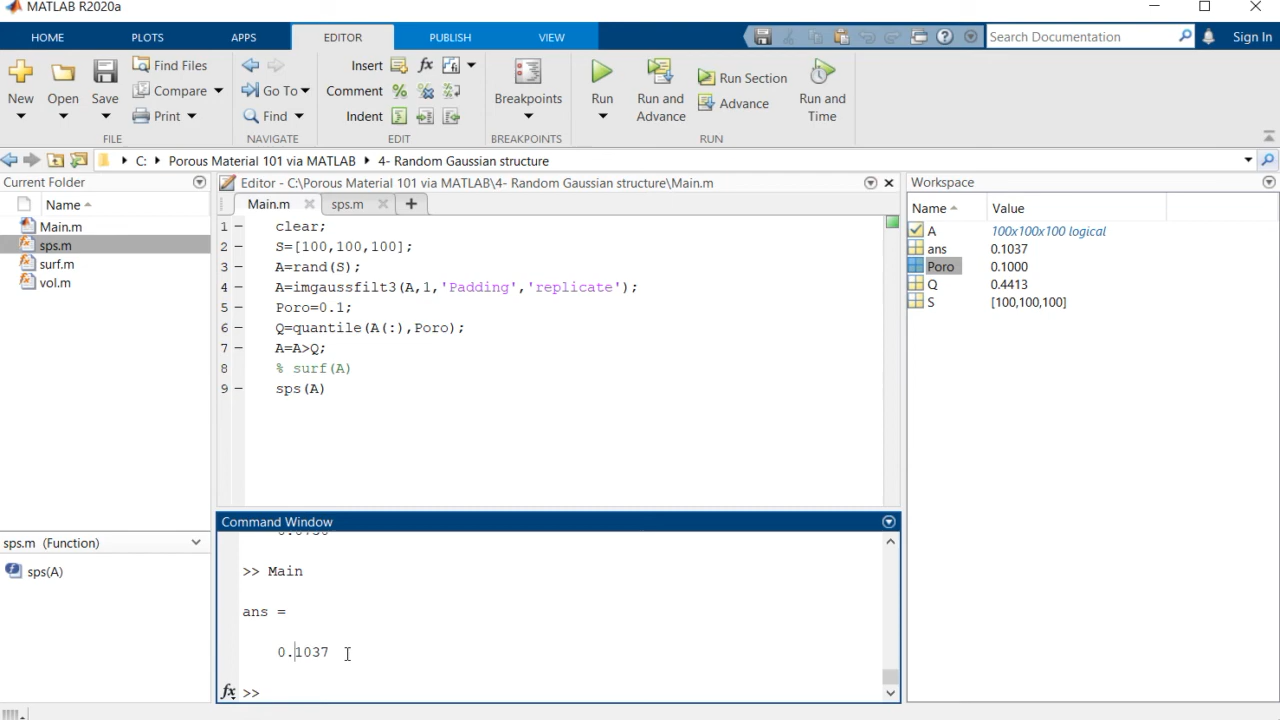 MATLAB R2020a
HOME PLOTS APPS EDITOR PUBLISH VIEW Search Documentation Sign In
New Open Save Find Files Compare Print
Go To Find
Insert Comment Indent
Breakpoints
Run Run and Advance Run Section Advance Run and Time
FILE NAVIGATE EDIT BREAKPOINTS RUN
C: Porous Material 101 via MATLAB 4- Random Gaussian structure
Current Folder
Name
Main.m
sps.m
surf.m
vol.m
sps.m (Function)
sps(A)
Editor - C:\Porous Material 101 via MATLAB\4- Random Gaussian structure\Main.m
Main.m sps.m
1 clear;
2 S=[100,100,100];
3 A=rand(S);
4 A=imgaussfilt3(A,1,'Padding','replicate');
5 Poro=0.1;
6 Q=quantile(A(:),Poro);
7 A=A>Q;
8 % surf(A)
9 sps(A)
Command Window
>> Main
ans =
0.1037
fx >>
Workspace
Name Value
A 100x100x100 logical
ans 0.1037
Poro 0.1000
Q 0.4413
S [100,100,100]